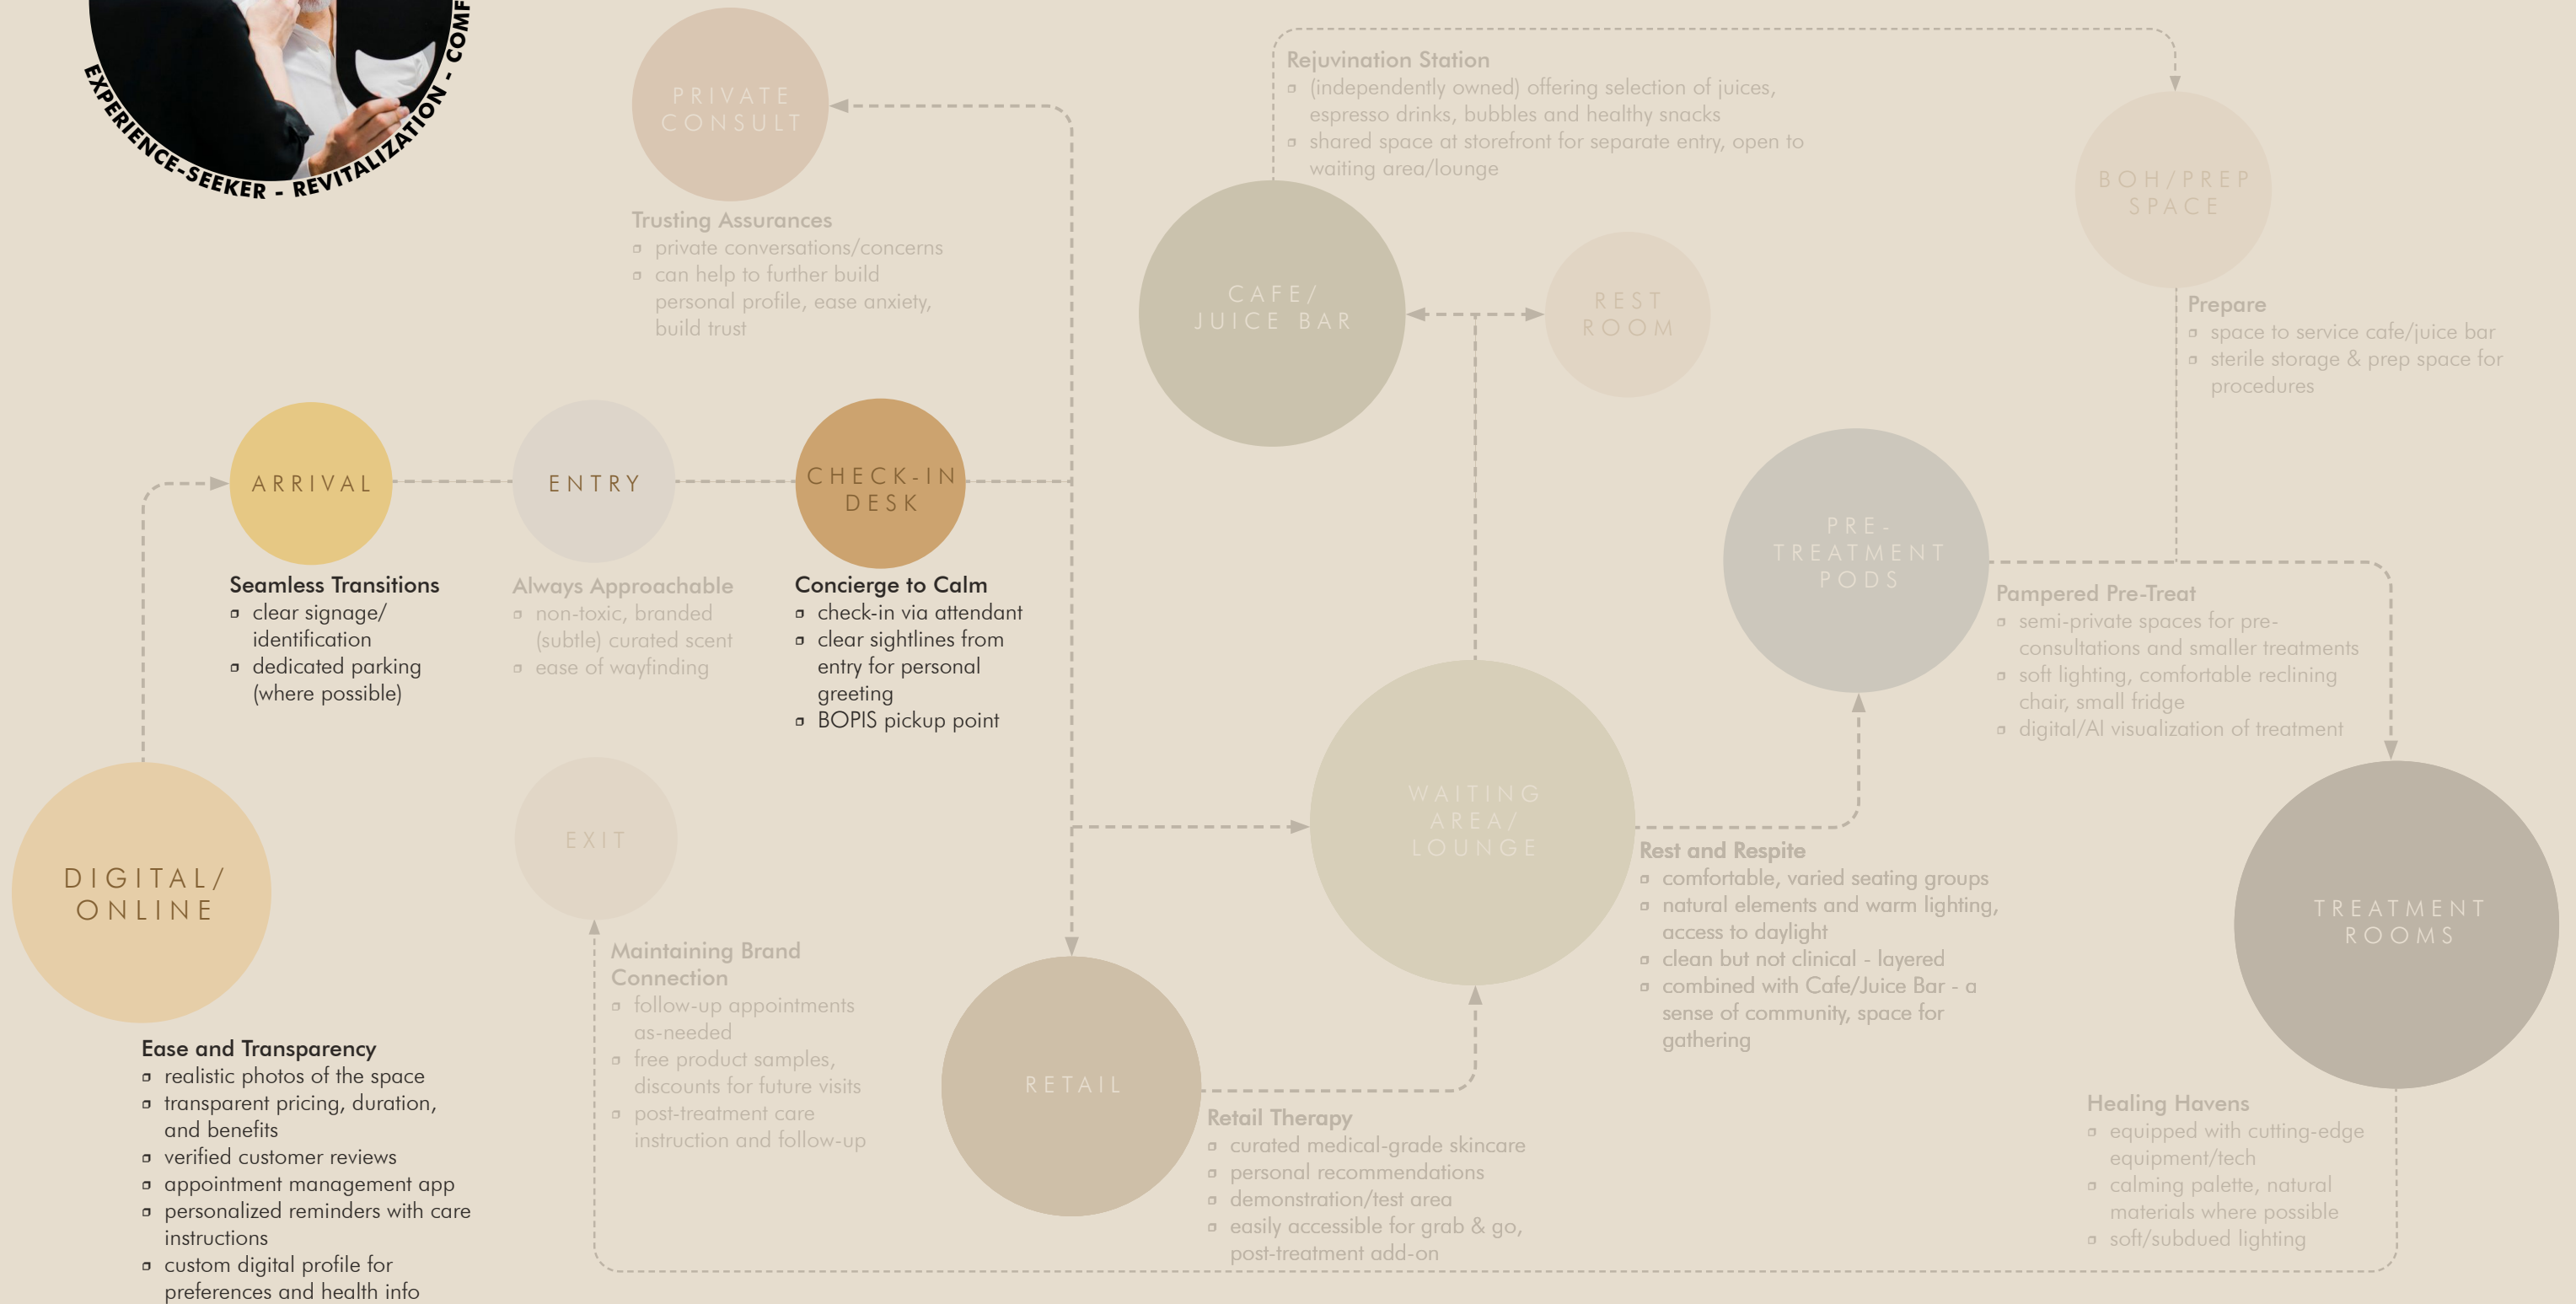 EXPERIENCE-SEEKER - REVITALIZATION -
PRIVATE
CONSULT
Trusting Assurances
private conversations/concerns
can help to further build
personal profile, ease anxiety,
build trust
Rejuvination Station
(independently owned) offering selection of juices,
espresso drinks, bubbles and healthy snacks
shared space at storefront for separate entry, open to
waiting area/lounge
CAFE/
JUICE BAR
REST
ROOM
BOH/PREP
SPACE
Prepare
space to service cafe/juice bar
sterile storage & prep space for
procedures
ARRIVAL
Seamless Transitions
clear signage/
identification
dedicated parking
(where possible)
ENTRY
Always Approachable
non-toxic, branded
(subtle) curated scent
ease of wayfinding
CHECK-IN
DESK
Concierge to Calm
check-in via attendant
clear sightlines from
entry for personal
greeting
BOPIS pickup point
PRE-
TREATMENT
PODS
Pampered Pre-Treat
semi-private spaces for pre-
consultations and smaller treatments
soft lighting, comfortable reclining
chair, small fridge
digital/AI visualization of treatment
DIGITAL/
ONLINE
Ease and Transparency
realistic photos of the space
transparent pricing, duration,
and benefits
verified customer reviews
appointment management app
personalized reminders with care
instructions
custom digital profile for
preferences and health info
EXIT
Maintaining Brand
Connection
follow-up appointments
as-needed
free product samples,
discounts for future visits
post-treatment care
instruction and follow-up
RETAIL
Retail Therapy
curated medical-grade skincare
personal recommendations
demonstration/test area
easily accessible for grab & go,
post-treatment add-on
WAITING
AREA/
LOUNGE
Rest and Respite
comfortable, varied seating groups
natural elements and warm lighting,
access to daylight
clean but not clinical - layered
combined with Cafe/Juice Bar - a
sense of community, space for
gathering
TREATMENT
ROOMS
Healing Havens
equipped with cutting-edge
equipment/tech
calming palette, natural
materials where possible
soft/subdued lighting